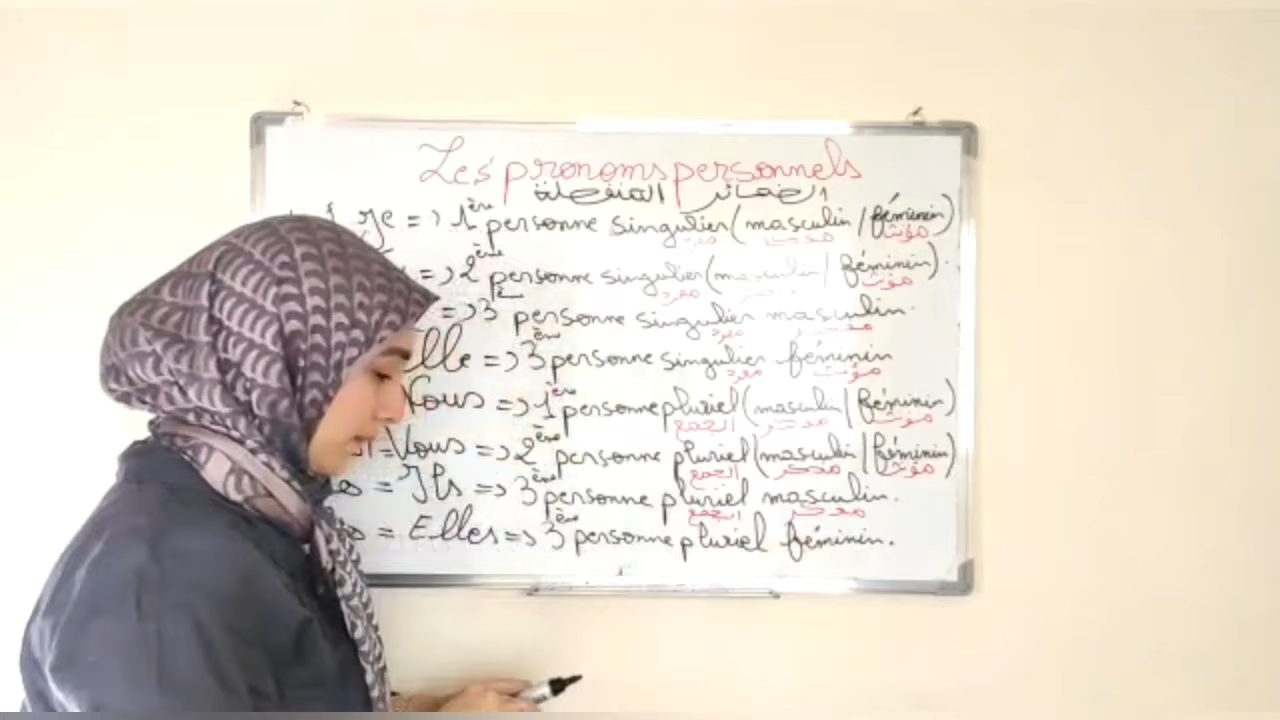 Les pronoms personnels
الضمائر المنفصلة
Je => 1ère personne singulier (masculin / féminin)
مفرد مذكر مؤنث
=> 2ème personne singulier (masculin / féminin).
مفرد مذكر مؤنث
=> 3è personne singulier masculin.
مفرد مذكر
Elle => 3ème personne singulier féminin
مفرد مؤنث
Nous => 1ère personne pluriel (masculin / féminin)
الجمع مذكر مؤنث
= Vous => 2ème personne pluriel (masculin / féminin)
الجمع مذكر مؤنث
= Ils => 3ème personne pluriel masculin.
الجمع مذكر
= Elles => 3ème personne pluriel féminin.